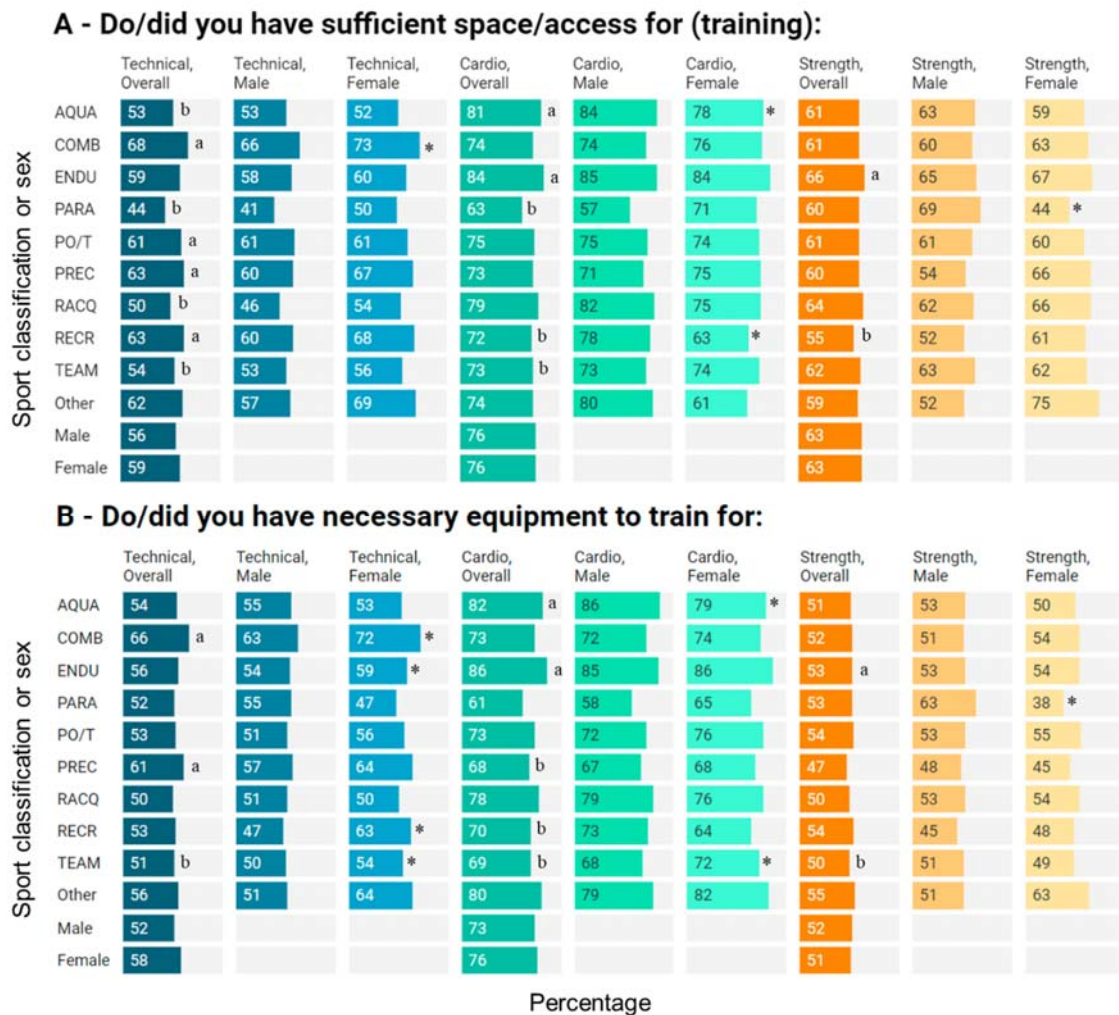 A - Do/did you have sufficient space/access for (training):
Technical, Overall Technical, Male Technical, Female Cardio, Overall Cardio, Male Cardio, Female Strength, Overall Strength, Male Strength, Female
AQUA 53 b 53 52 81 a 84 78 * 61 63 59
COMB 68 a 66 73 * 74 74 76 61 60 63
ENDU 59 58 60 84 a 85 84 66 a 65 67
PARA 44 b 41 50 63 b 57 71 60 69 44 *
PO/T 61 a 61 61 75 75 74 61 61 60
PREC 63 a 60 67 73 71 75 60 54 66
RACQ 50 b 46 54 79 82 75 64 62 66
RECR 63 a 60 68 72 b 78 63 * 55 b 52 61
TEAM 54 b 53 56 73 b 73 74 62 63 62
Other 62 57 69 74 80 61 59 52 75
Male 56 76 63
Female 59 76 63
Sport classification or sex
B - Do/did you have necessary equipment to train for:
Technical, Overall Technical, Male Technical, Female Cardio, Overall Cardio, Male Cardio, Female Strength, Overall Strength, Male Strength, Female
AQUA 54 55 53 82 a 86 79 * 51 53 50
COMB 66 a 63 72 * 73 72 74 52 51 54
ENDU 56 54 59 * 86 a 85 86 53 a 53 54
PARA 52 55 47 61 58 65 53 63 38 *
PO/T 53 51 56 73 72 76 54 53 55
PREC 61 a 57 64 68 b 67 68 47 48 45
RACQ 50 51 50 78 79 76 50 53 54
RECR 53 47 63 * 70 b 73 64 54 45 48
TEAM 51 b 50 54 * 69 b 68 72 * 50 b 51 49
Other 56 51 64 80 79 82 55 51 63
Male 52 73 52
Female 58 76 51
Sport classification or sex
Percentage